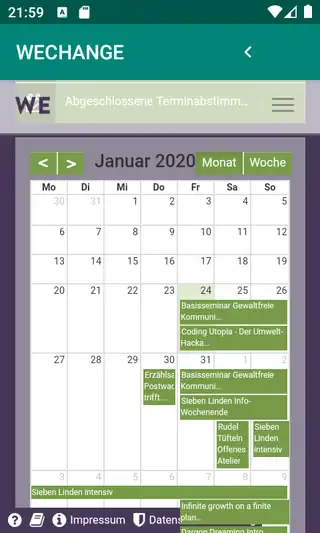 21:59
WECHANGE
WE
Abgeschlossene Terminabstimm...
< > Januar 2020 Monat Woche
Mo Di Mi Do Fr Sa So
30 31 1 2 3 4 5
6 7 8 9 10 11 12
13 14 15 16 17 18 19
20 21 22 23 24 25 26
Basisseminar Gewaltfreie
Kommuni...
Coding Utopia - Der Umwelt-
Hacka...
27 28 29 30 31 1 2
Erzählsa
Postwac
trifft....
Basisseminar Gewaltfreie
Kommuni...
Sieben Linden Info-
Wochenende
Rudel
Tüfteln
Offenes
Atelier
Sieben
Linden
intensiv
3 4 5 6 7 8 9
Sieben Linden intensiv
Infinite growth on a finite
plan...
Dargon Dreaming Intro
Impressum Datens